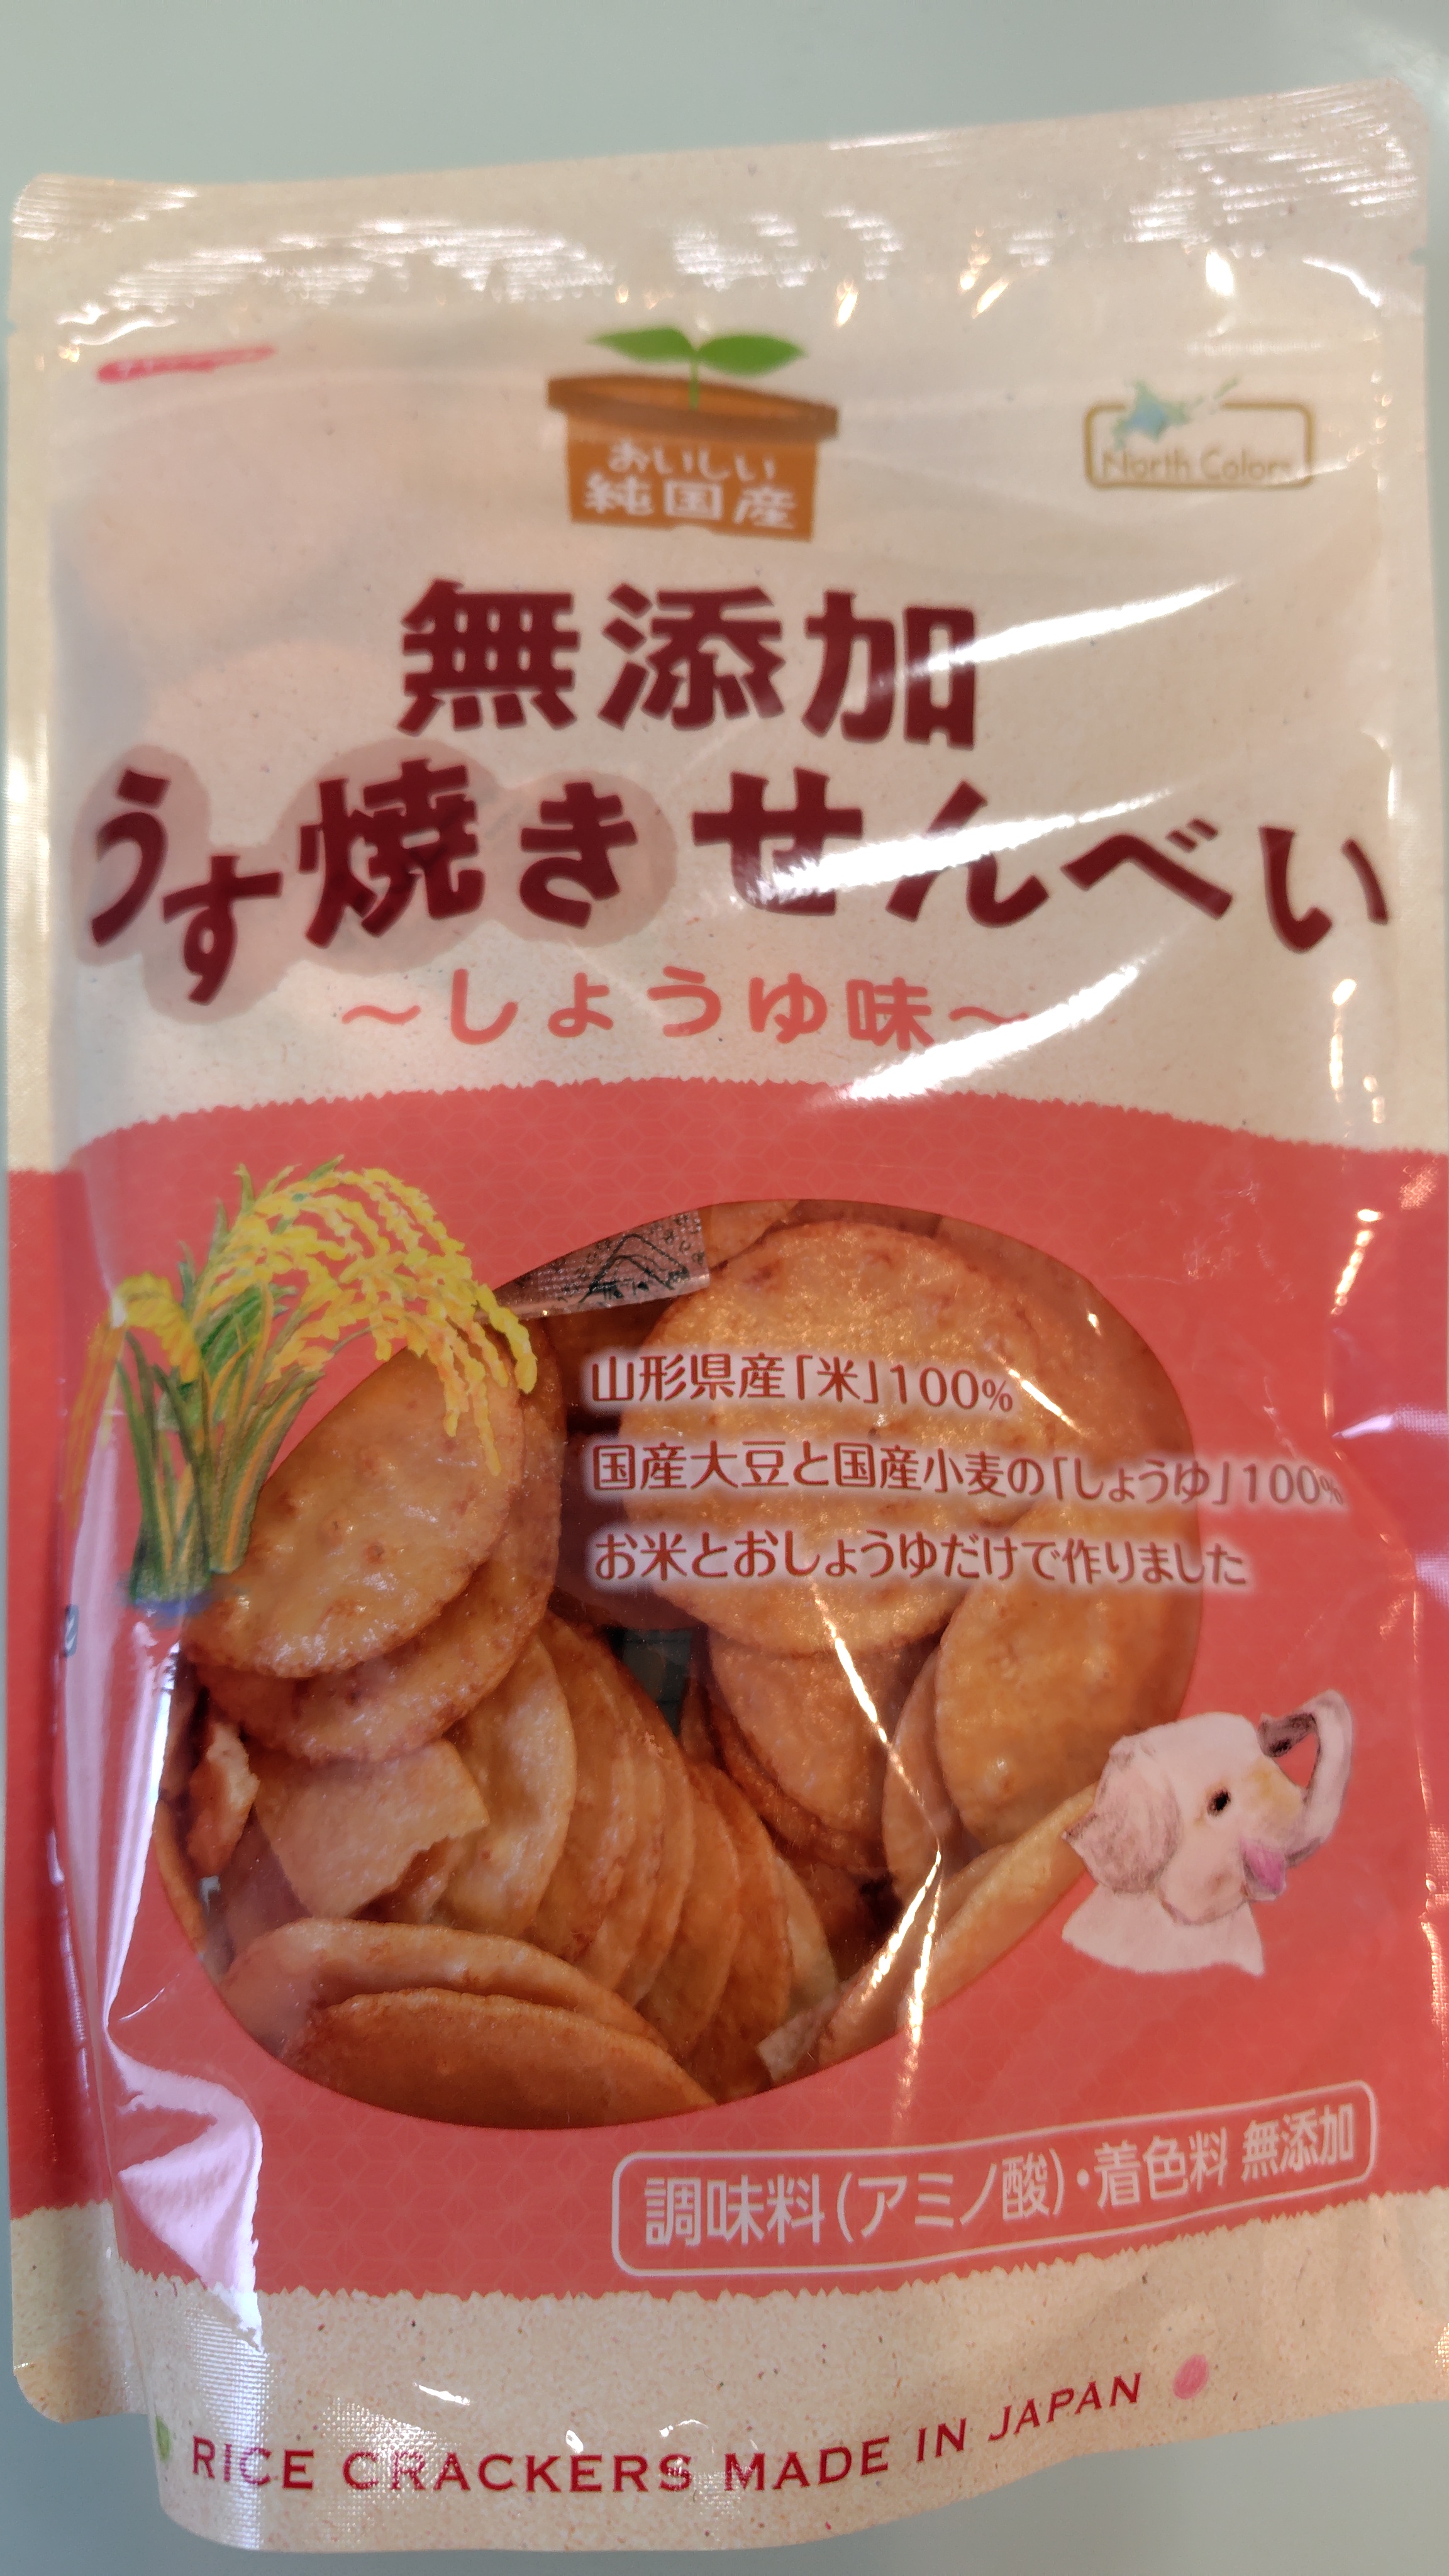 おいしい
純国産
North Colors
無添加
うす焼きせんべい
～しょうゆ味～
山形県産「米」100%
国産大豆と国産小麦の「しょうゆ」100%
お米とおしょうゆだけで作りました
調味料(アミノ酸)・着色料 無添加
RICE CRACKERS MADE IN JAPAN